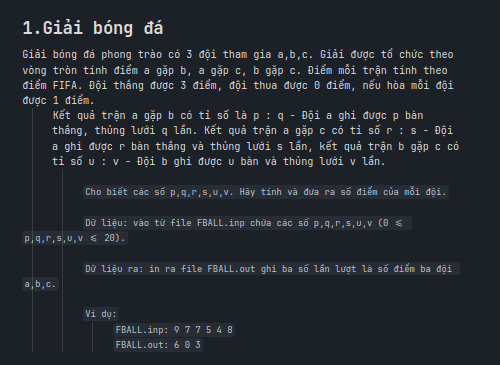 1.Giải bóng đá
Giải bóng đá phong trào có 3 đội tham gia a,b,c. Giải được tổ chức theo
vòng tròn tính điểm a gặp b, a gặp c, b gặp c. Điểm mỗi trận tính theo
điểm FIFA. Đội thắng được 3 điểm, đội thua được 0 điểm, nếu hòa mỗi đội
được 1 điểm.
Kết quả trận a gặp b có tỉ số là p : q - Đội a ghi được p bàn
thắng, thủng lưới q lần. Kết quả trận a gặp c có tỉ số r : s - Đội
a ghi được r bàn thắng và thủng lưới s lần, kết quả trận b gặp c có
tỉ số u : v - Đội b ghi được u bàn và thủng lưới v lần.
Cho biết các số p,q,r,s,u,v. Hãy tính và đưa ra số điểm của mỗi đội.
Dữ liệu: vào từ file FBALL.inp chứa các số p,q,r,s,u,v (0 ⩽
p,q,r,s,u,v ⩽ 20).
Dữ liệu ra: in ra file FBALL.out ghi ba số lần lượt là số điểm ba đội
a,b,c.
Ví dụ:
FBALL.inp: 9 7 7 5 4 8
FBALL.out: 6 0 3